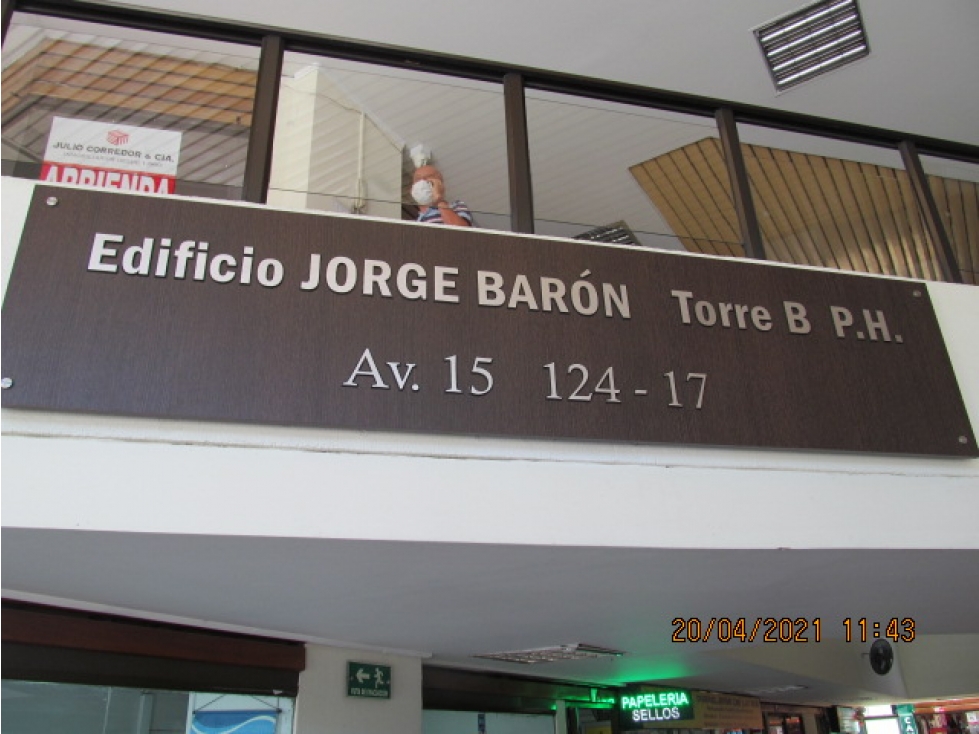 JULIO CORREDOR & CIA.
ARRIENDA
Edificio JORGE BARÓN Torre B P.H.
Av. 15 124 - 17
20/04/2021 11:43
PAPELERIA
SELLOS